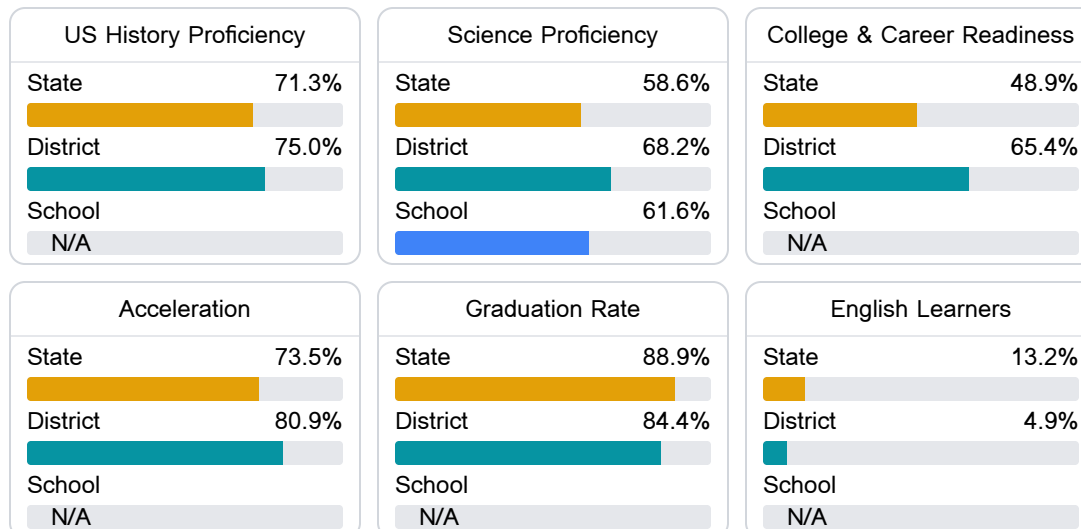 US History Proficiency
State 71.3%
District 75.0%
School
N/A
Science Proficiency
State 58.6%
District 68.2%
School 61.6%
College & Career Readiness
State 48.9%
District 65.4%
School
N/A
Acceleration
State 73.5%
District 80.9%
School
N/A
Graduation Rate
State 88.9%
District 84.4%
School
N/A
English Learners
State 13.2%
District 4.9%
School
N/A